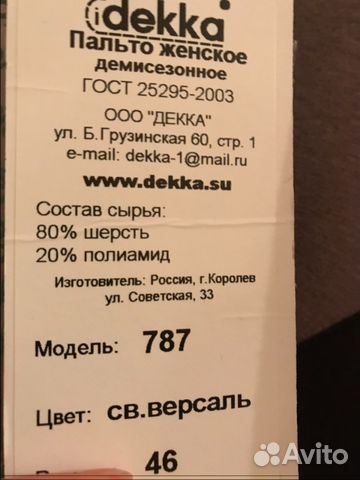 dekka
Пальто женское
демисезонное
ГОСТ 25295-2003
ООО "ДЕККА"
ул. Б.Грузинская 60, стр. 1
e-mail: dekka-1@mail.ru
www.dekka.su
Состав сырья:
80% шерсть
20% полиамид
Изготовитель: Россия, г.Королев
ул. Советская, 33
Модель: 787
Цвет: св.версаль
46
Avito